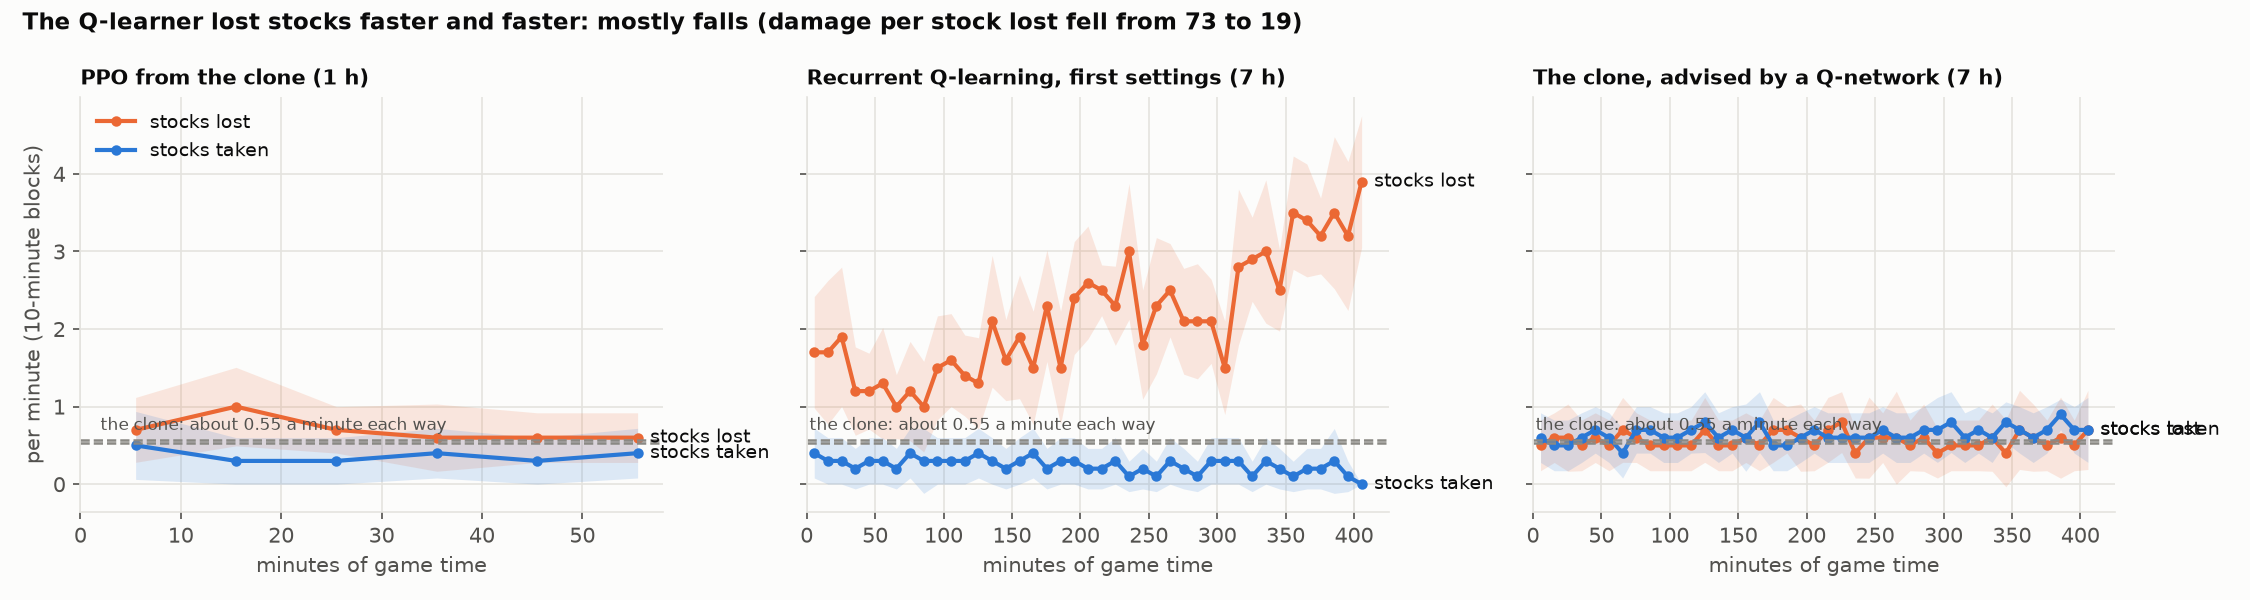 The Q-learner lost stocks faster and faster: mostly falls (damage per stock lost fell from 73 to 19)
PPO from the clone (1 h)
stocks lost
stocks taken
per minute (10-minute blocks)
4
3
2
1
0
the clone: about 0.55 a minute each way
stocks lost
stocks taken
0 10 20 30 40 50
minutes of game time
Recurrent Q-learning, first settings (7 h)
stocks lost
the clone: about 0.55 a minute each way
stocks taken
0 50 100 150 200 250 300 350 400
minutes of game time
The clone, advised by a Q-network (7 h)
the clone: about 0.55 a minute each way
stocks lost
stocks taken
0 50 100 150 200 250 300 350 400
minutes of game time